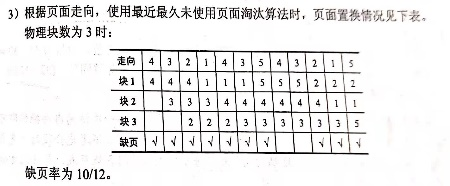 3）根据页面走向，使用最近最久未使用页面淘汰算法时，页面置换情况见下表。
物理块数为 3 时：
走向 4 3 2 1 4 3 5 4 3 2 1 5
块 1 4 4 4 1 1 1 5 5 5 2 2 2
块 2 3 3 3 4 4 4 4 4 4 1 1
块 3 2 2 2 3 3 3 3 3 3 5
缺页 √ √ √ √ √ √ √ √ √ √
缺页率为 10/12。